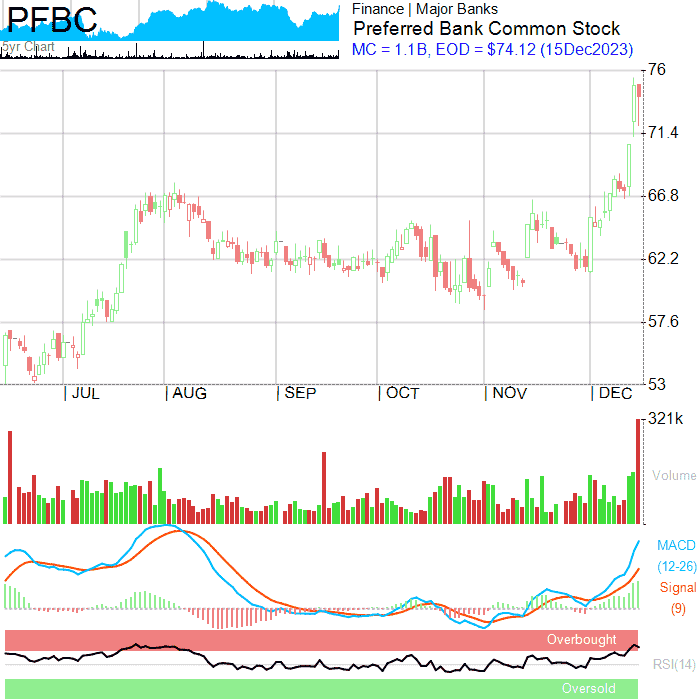 PFBC
5yr Chart
Finance | Major Banks
Preferred Bank Common Stock
MC = 1.1B, EOD = $74.12 (15Dec2023)
76
71.4
66.8
62.2
57.6
53
| JUL | AUG | SEP | OCT | NOV | DEC
321k
Volume
MACD
(12-26)
Signal
(9)
Overbought
RSI(14)
Oversold